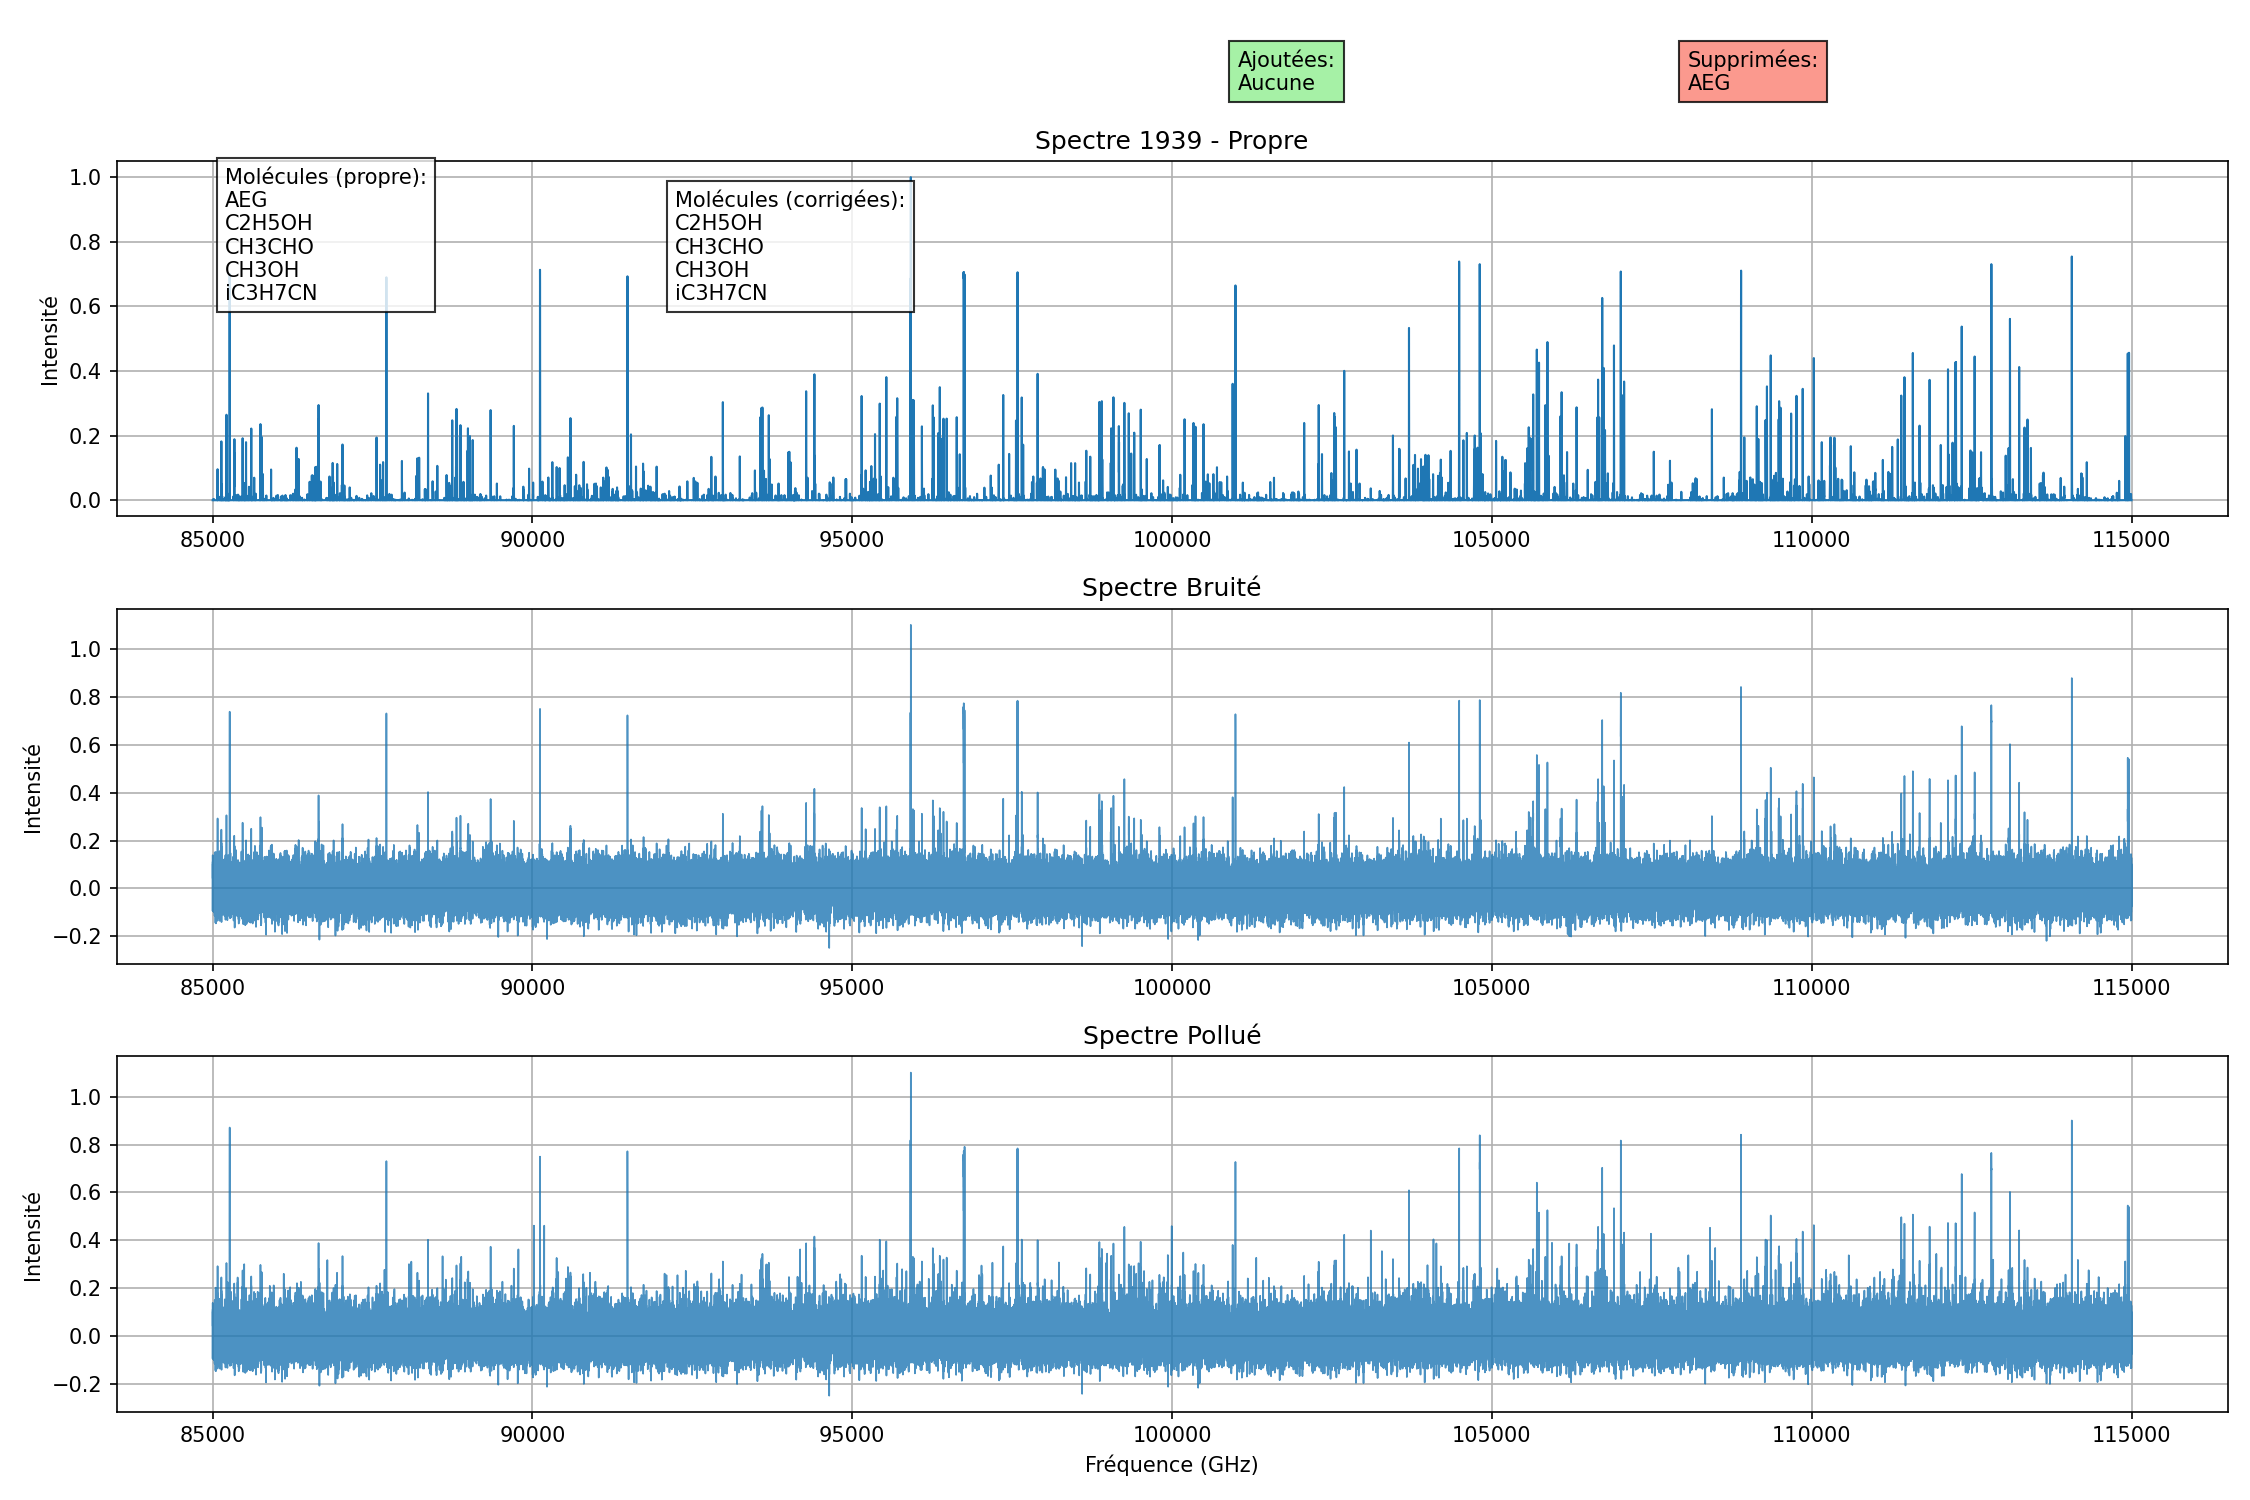 Ajoutées:
Aucune
Supprimées:
AEG
Spectre 1939 - Propre
Molécules (propre):
AEG
C2H5OH
CH3CHO
CH3OH
iC3H7CN
Molécules (corrigées):
C2H5OH
CH3CHO
CH3OH
iC3H7CN
Intensité
1.0
0.8
0.6
0.4
0.2
0.0
85000 90000 95000 100000 105000 110000 115000
Spectre Bruité
Intensité
1.0
0.8
0.6
0.4
0.2
0.0
−0.2
85000 90000 95000 100000 105000 110000 115000
Spectre Pollué
Intensité
1.0
0.8
0.6
0.4
0.2
0.0
−0.2
85000 90000 95000 100000 105000 110000 115000
Fréquence (GHz)